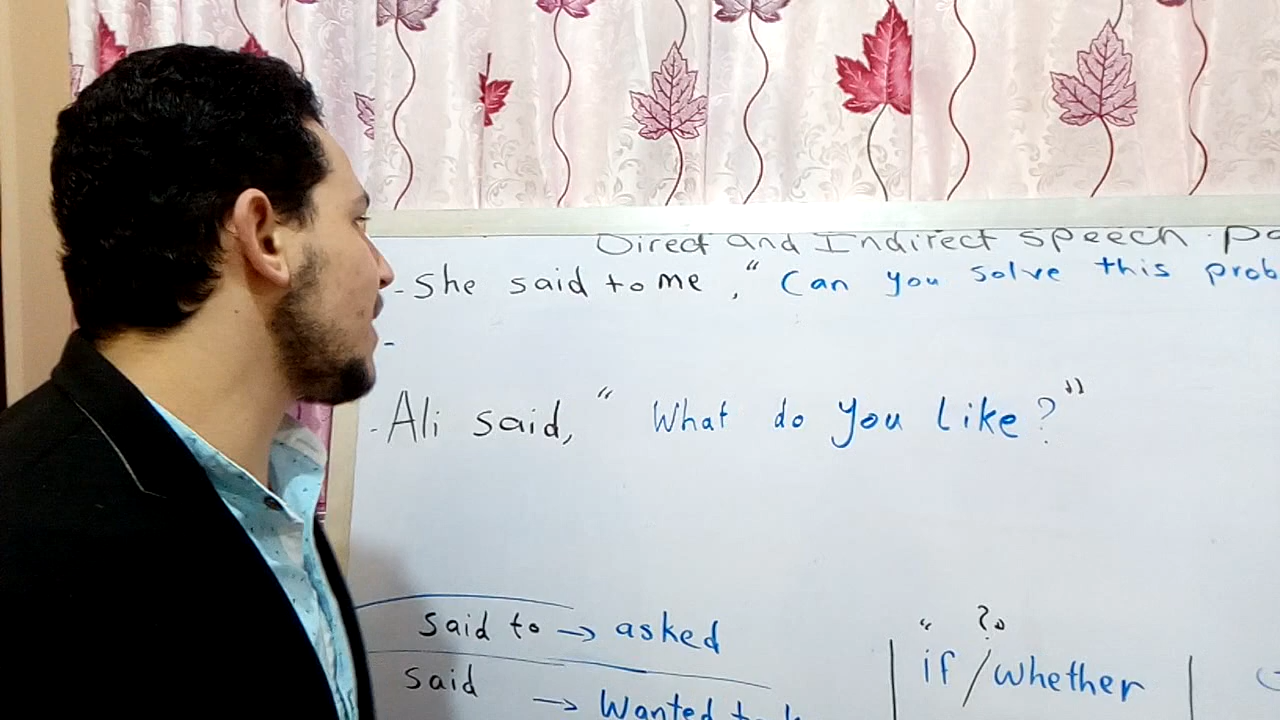 Direct and Indirect speech
- She said to me, " Can you solve this
-
- Ali said, " What do you like? "
said to → asked
said → Wanted
" ?
if / whether